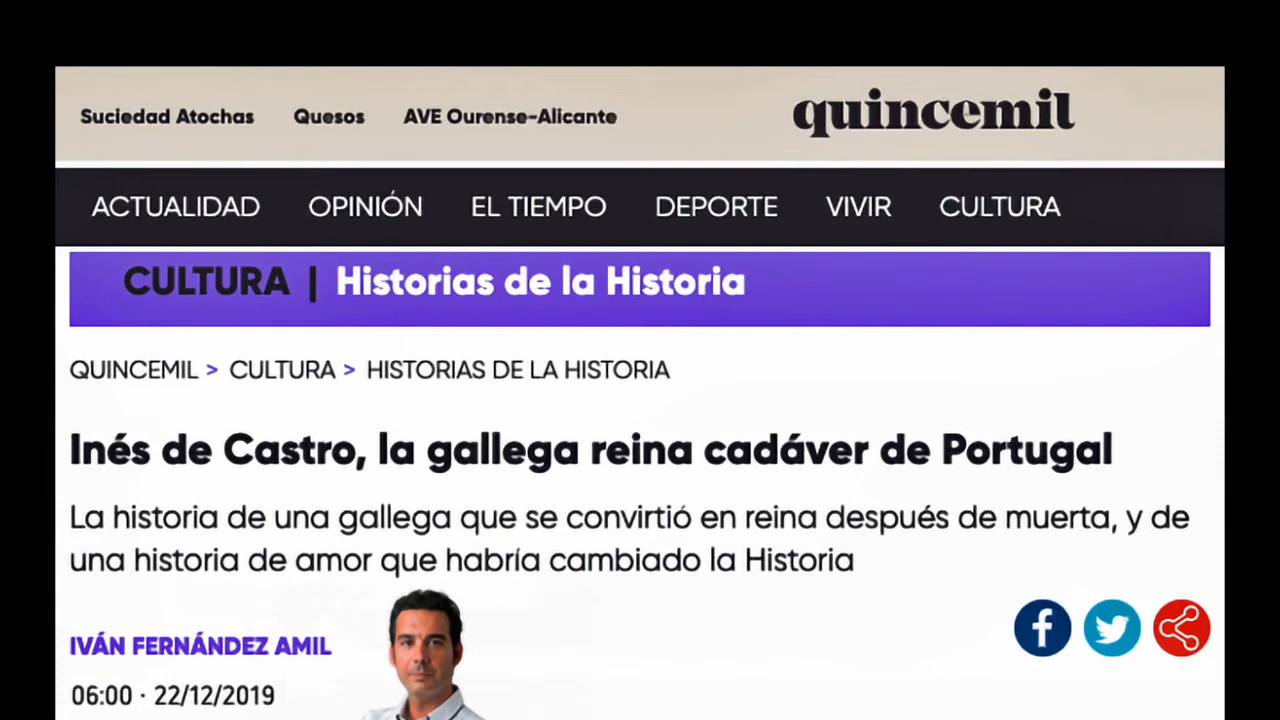 Suciedad Atochas Quesos AVE Ourense-Alicante quincemil
ACTUALIDAD OPINIÓN EL TIEMPO DEPORTE VIVIR CULTURA
CULTURA | Historias de la Historia
QUINCEMIL > CULTURA > HISTORIAS DE LA HISTORIA
Inés de Castro, la gallega reina cadáver de Portugal
La historia de una gallega que se convirtió en reina después de muerta, y de
una historia de amor que habría cambiado la Historia
IVÁN FERNÁNDEZ AMIL
06:00 · 22/12/2019